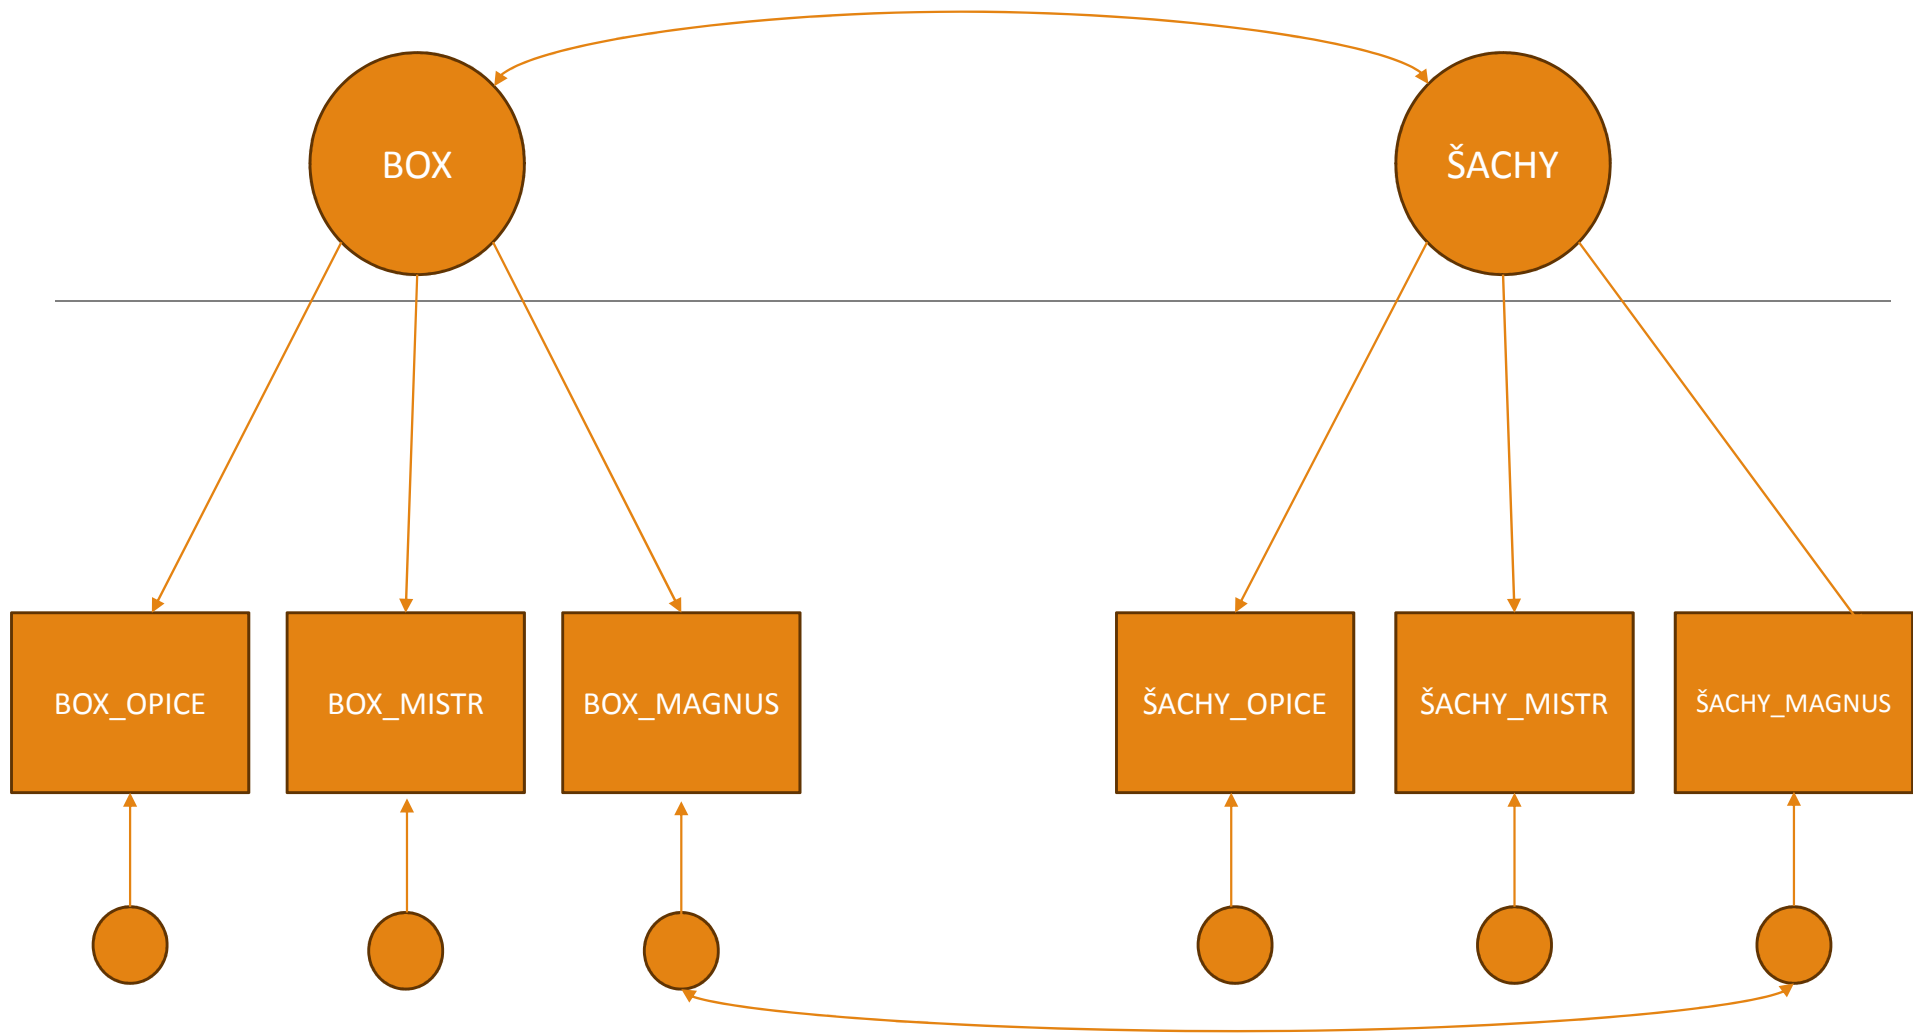 BOX
ŠACHY
BOX_OPICE
BOX_MISTR
BOX_MAGNUS
ŠACHY_OPICE
ŠACHY_MISTR
ŠACHY_MAGNUS